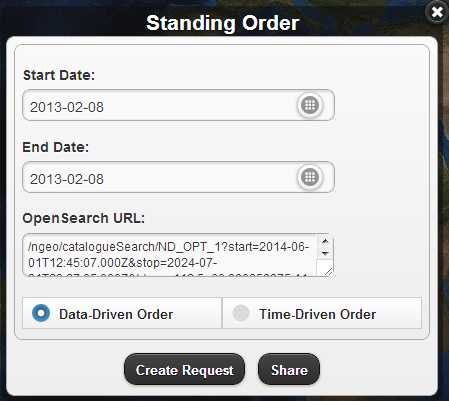 Standing Order
Start Date:
2013-02-08
End Date:
2013-02-08
OpenSearch URL:
/ngeo/catalogueSearch/ND_OPT_1?start=2014-06-
01T12:45:07.000Z&stop=2024-07-
Data-Driven Order
Time-Driven Order
Create Request
Share